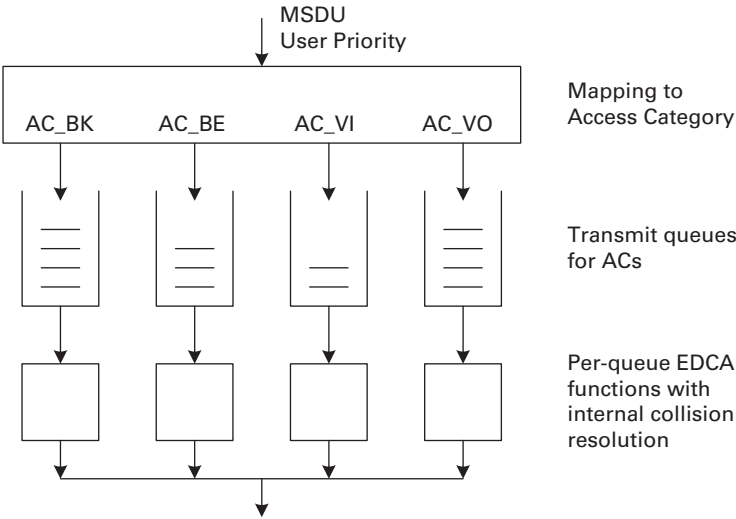 MSDU
User Priority
Mapping to
Access Category
AC_BK AC_BE AC_VI AC_VO
Transmit queues
for ACs
Per-queue EDCA
functions with
internal collision
resolution